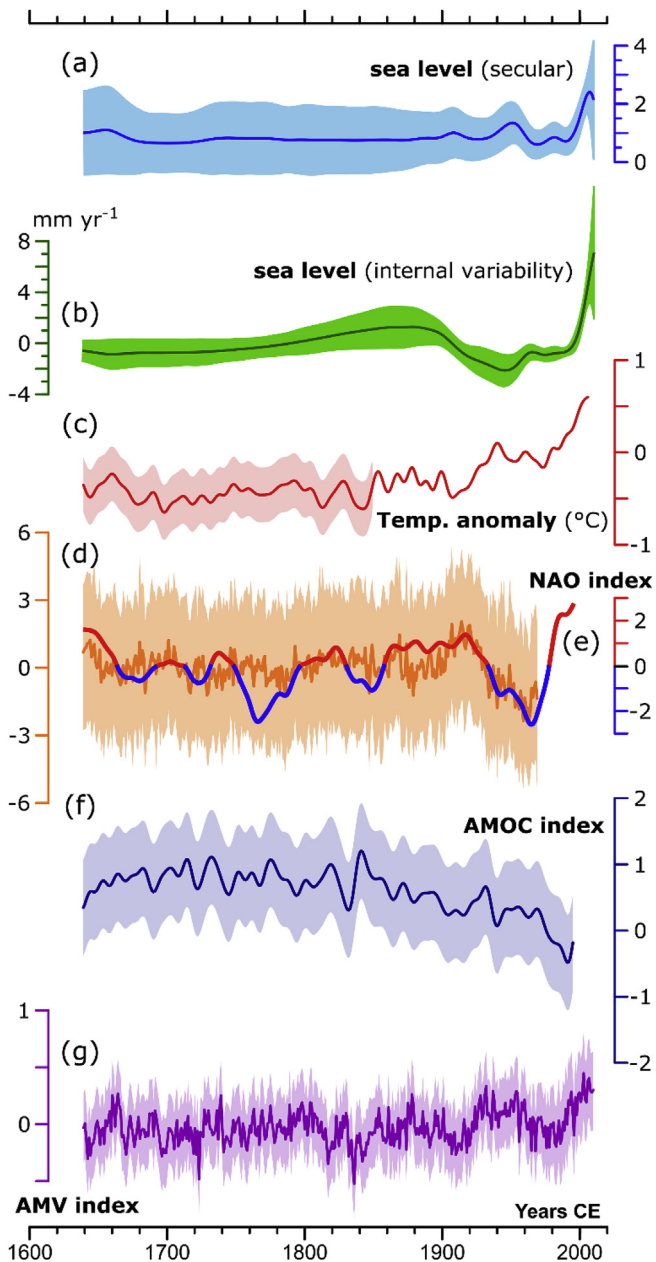 (a)
sea level (secular)
4
2
0
mm yr-1
8
4
0
-4
sea level (internal variability)
(b)
1
0
-1
(c)
Temp. anomaly (°C)
6
3
0
-3
-6
(d)
NAO index
(e)
2
0
-2
(f)
AMOC index
2
1
0
-1
-2
1
0
(g)
AMV index
Years CE
1600 1700 1800 1900 2000